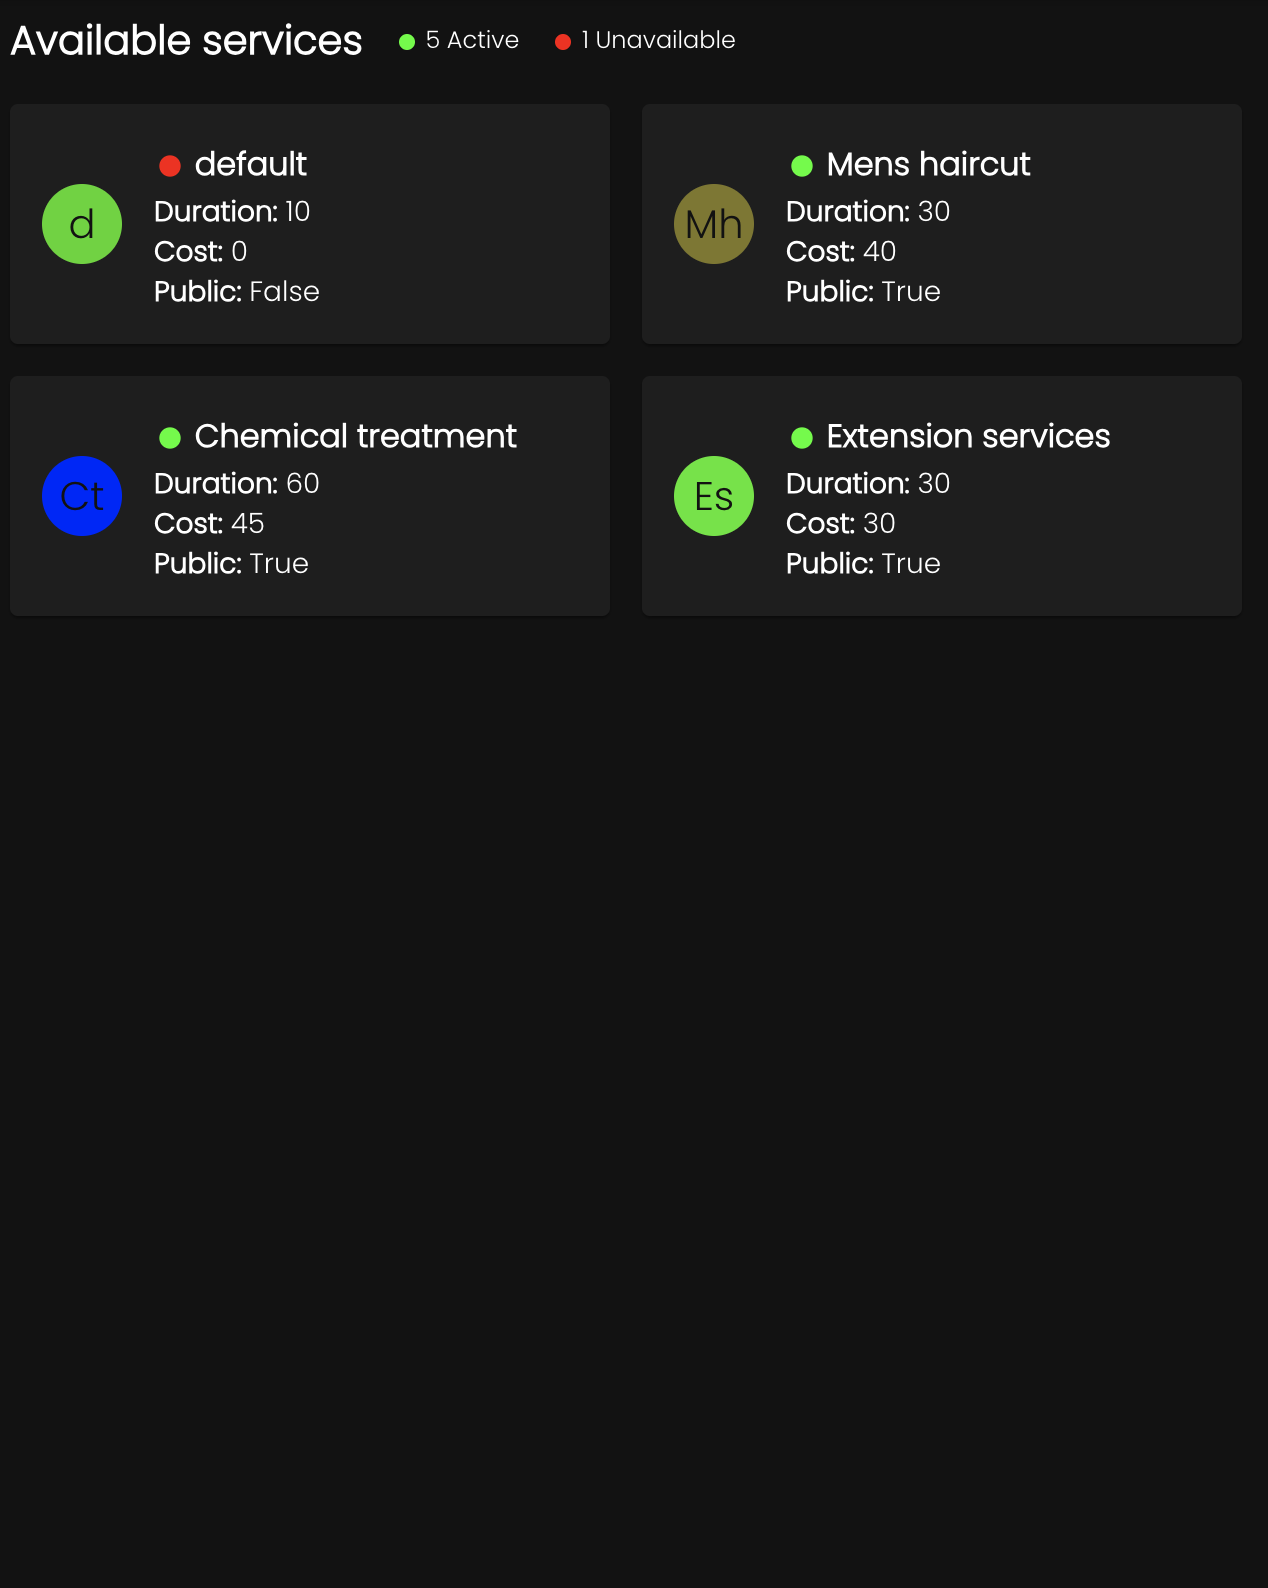 Available services 5 Active 1 Unavailable
d
default
Duration: 10
Cost: 0
Public: False
Mh
Mens haircut
Duration: 30
Cost: 40
Public: True
Ct
Chemical treatment
Duration: 60
Cost: 45
Public: True
Es
Extension services
Duration: 30
Cost: 30
Public: True